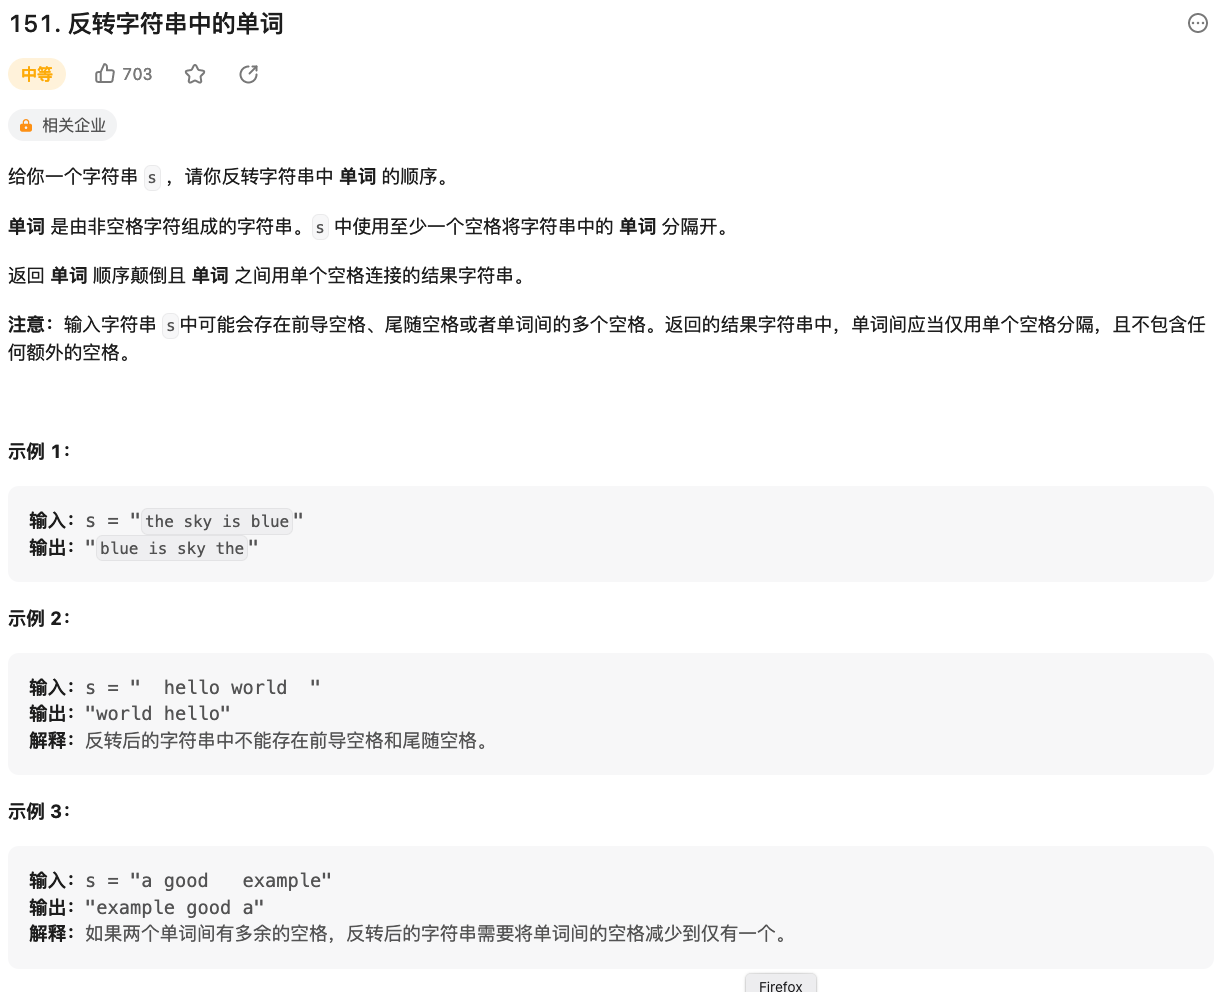 151. 反转字符串中的单词
中等 703
相关企业
给你一个字符串 s ，请你反转字符串中 单词 的顺序。
单词 是由非空格字符组成的字符串。s 中使用至少一个空格将字符串中的 单词 分隔开。
返回 单词 顺序颠倒且 单词 之间用单个空格连接的结果字符串。
注意：输入字符串 s中可能会存在前导空格、尾随空格或者单词间的多个空格。返回的结果字符串中，单词间应当仅用单个空格分隔，且不包含任
何额外的空格。
示例 1：
输入：s = "the sky is blue"
输出："blue is sky the"
示例 2：
输入：s = "  hello world  "
输出："world hello"
解释：反转后的字符串中不能存在前导空格和尾随空格。
示例 3：
输入：s = "a good   example"
输出："example good a"
解释：如果两个单词间有多余的空格，反转后的字符串需要将单词间的空格减少到仅有一个。
Firefox